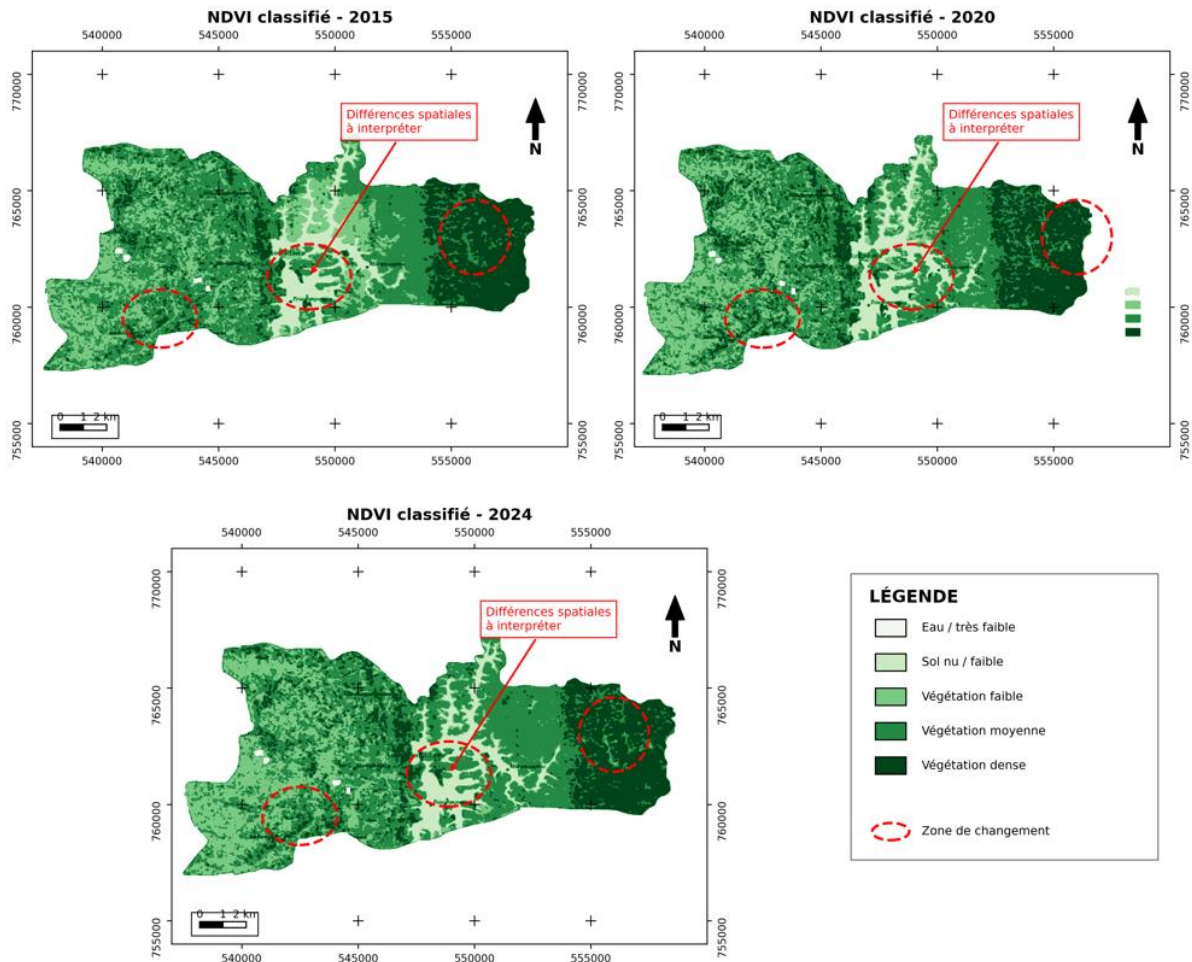 NDVI classifié - 2015
540000 545000 550000 555000
770000 770000
Différences spatiales
à interpréter
N
765000 765000
760000 760000
0 1 2 km
755000 755000
540000 545000 550000 555000
NDVI classifié - 2020
540000 545000 550000 555000
770000 770000
Différences spatiales
à interpréter
N
765000 765000
760000 760000
0 1 2 km
755000 755000
540000 545000 550000 555000
NDVI classifié - 2024
540000 545000 550000 555000
770000 770000
Différences spatiales
à interpréter
N
765000 765000
760000 760000
0 1 2 km
755000 755000
540000 545000 550000 555000
LÉGENDE
Eau / très faible
Sol nu / faible
Végétation faible
Végétation moyenne
Végétation dense
Zone de changement